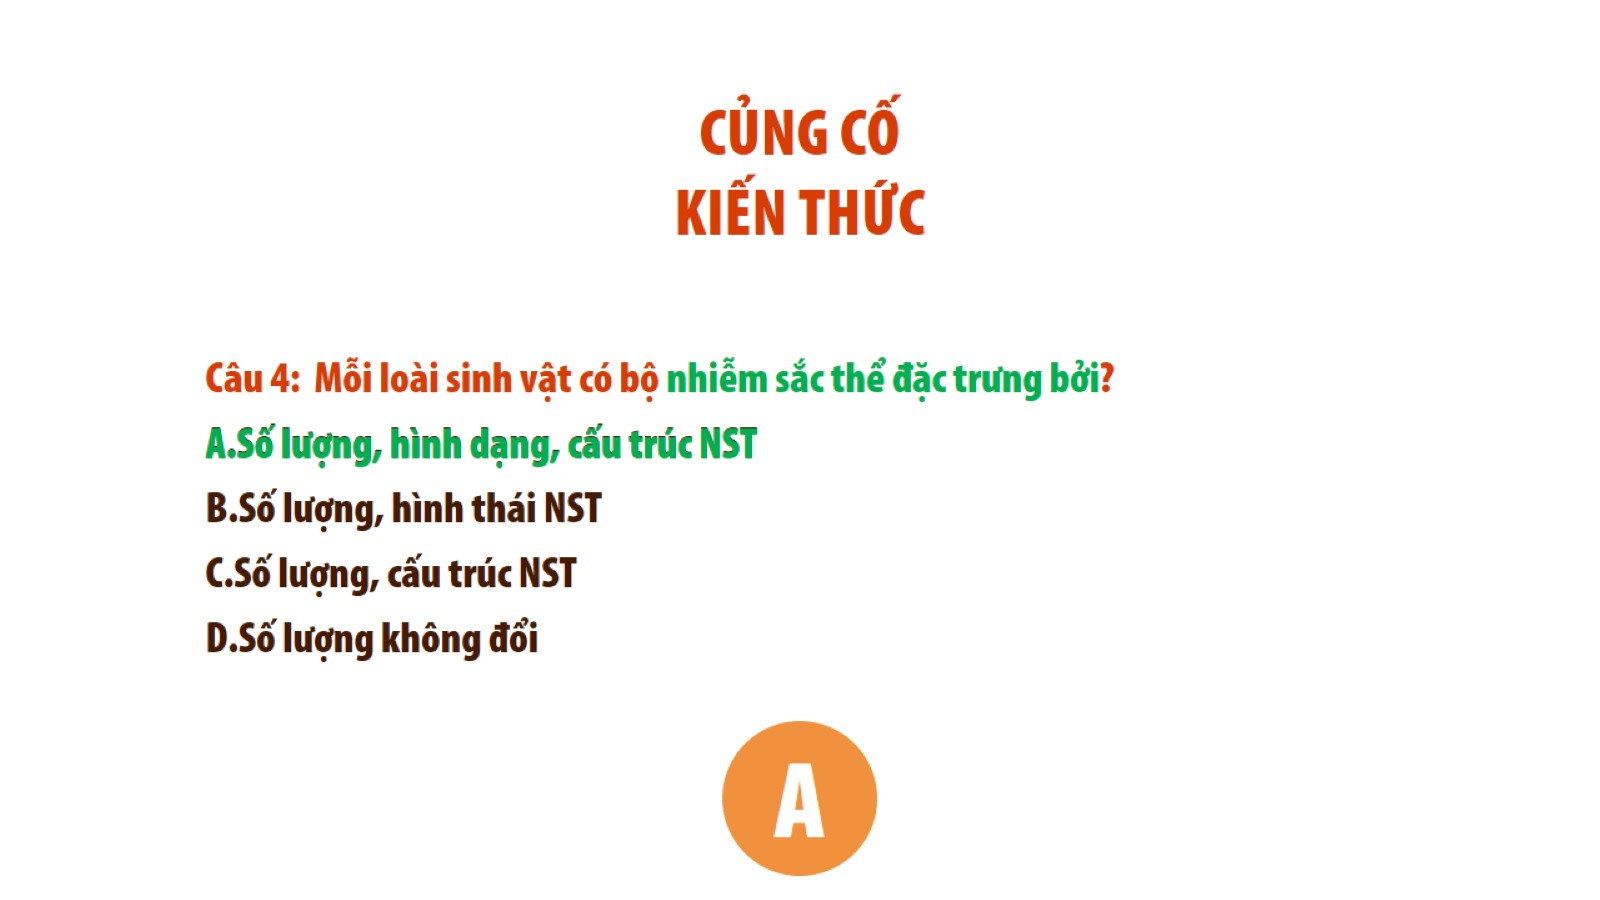 CỦNG CỐ
KIẾN THỨC
Câu 4:  Mỗi loài sinh vật có bộ nhiễm sắc thể đặc trưng bởi?
A.Số lượng, hình dạng, cấu trúc NST
B.Số lượng, hình thái NST
C.Số lượng, cấu trúc NST
D.Số lượng không đổi
A